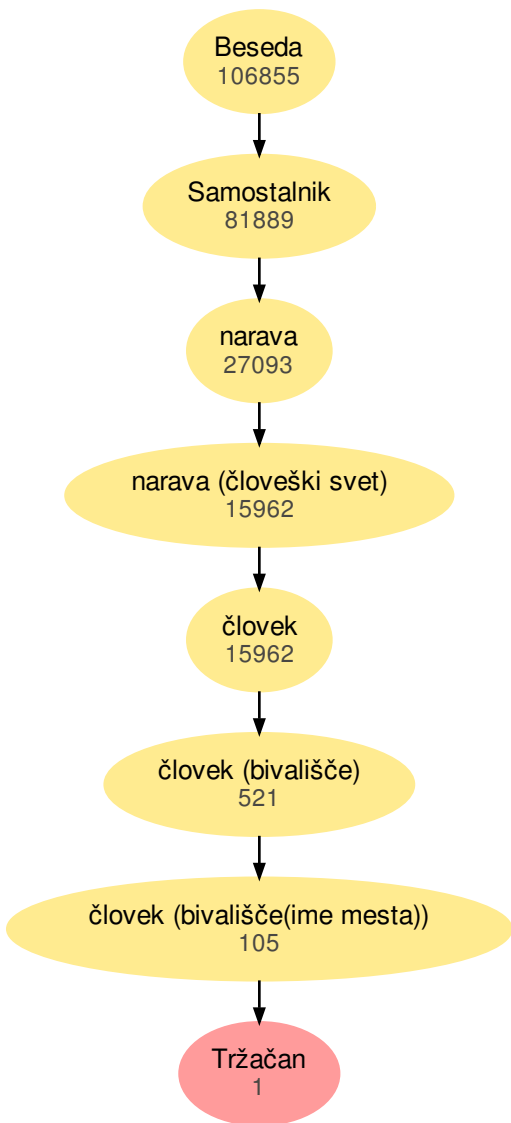 Beseda
106855
Samostalnik
81889
narava
27093
narava (človeški svet)
15962
človek
15962
človek (bivališče)
521
človek (bivališče(ime mesta))
105
Tržačan
1